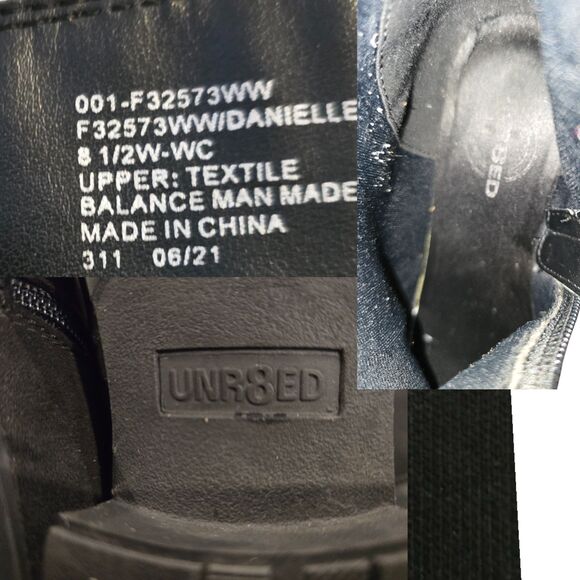 001-F32573WW
F32573WW/DANIELLE
8 1/2W-WC
UPPER: TEXTILE
BALANCE MAN MADE
MADE IN CHINA
311 06/21
UNR8ED